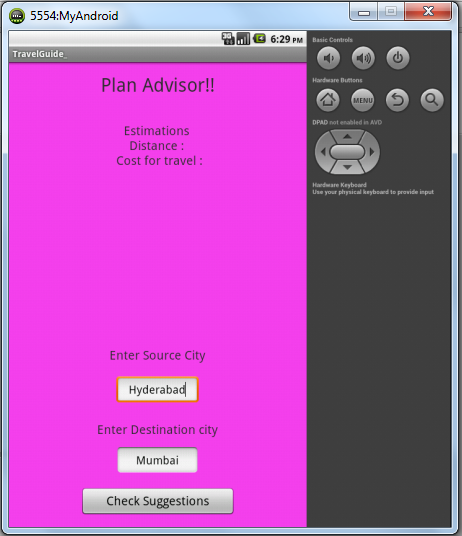 5554:MyAndroid
3G
6:29 PM
TravelGuide_
Plan Advisor!!
Estimations
Distance :
Cost for travel :
Enter Source City
Hyderabad
Enter Destination city
Mumbai
Check Suggestions
Basic Controls
Hardware Buttons
MENU
DPAD not enabled in AVD
Hardware Keyboard
Use your physical keyboard to provide input